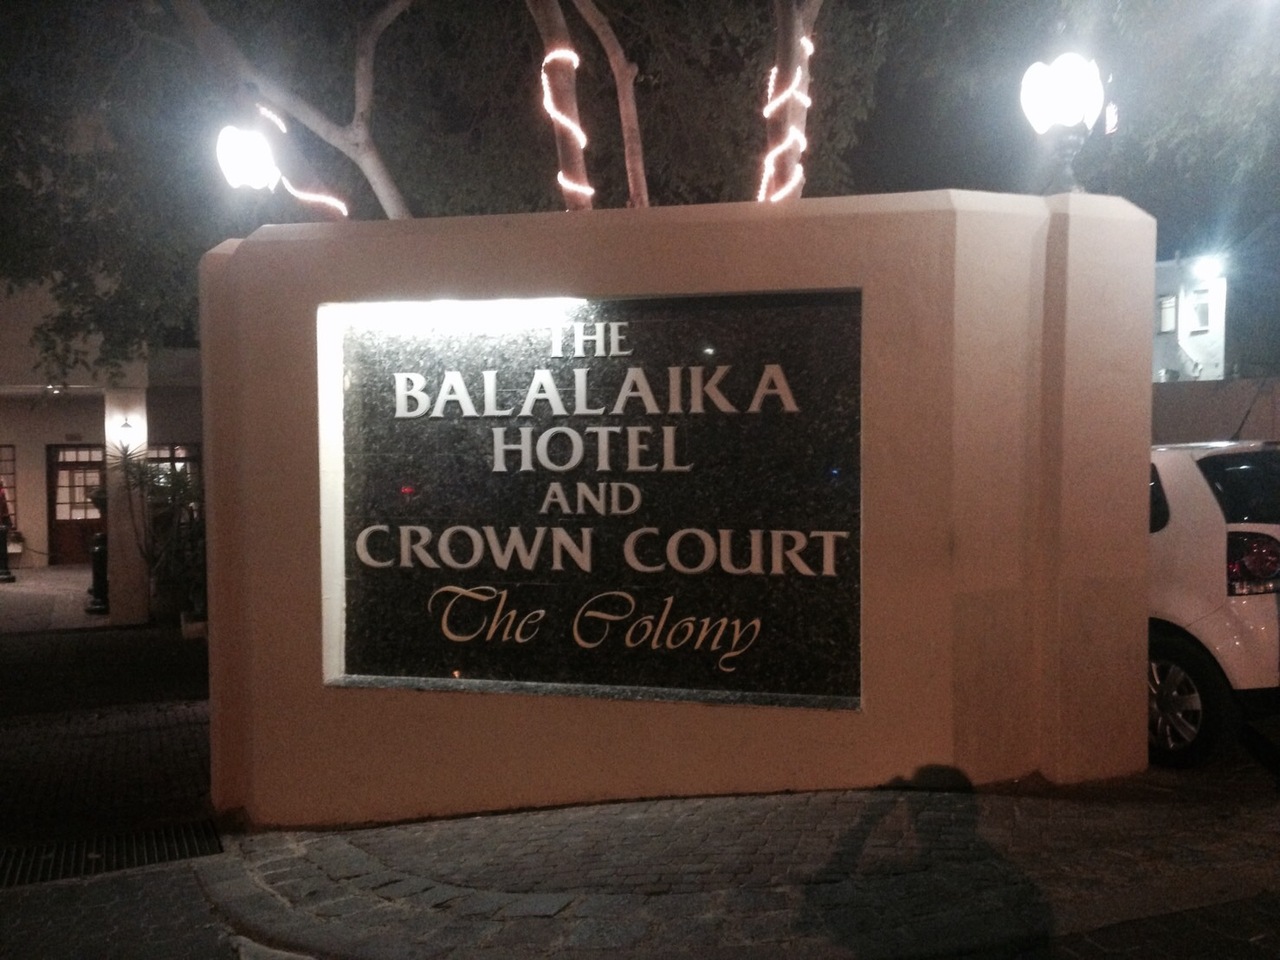 THE
BALALAIKA
HOTEL
AND
CROWN COURT
The Colony